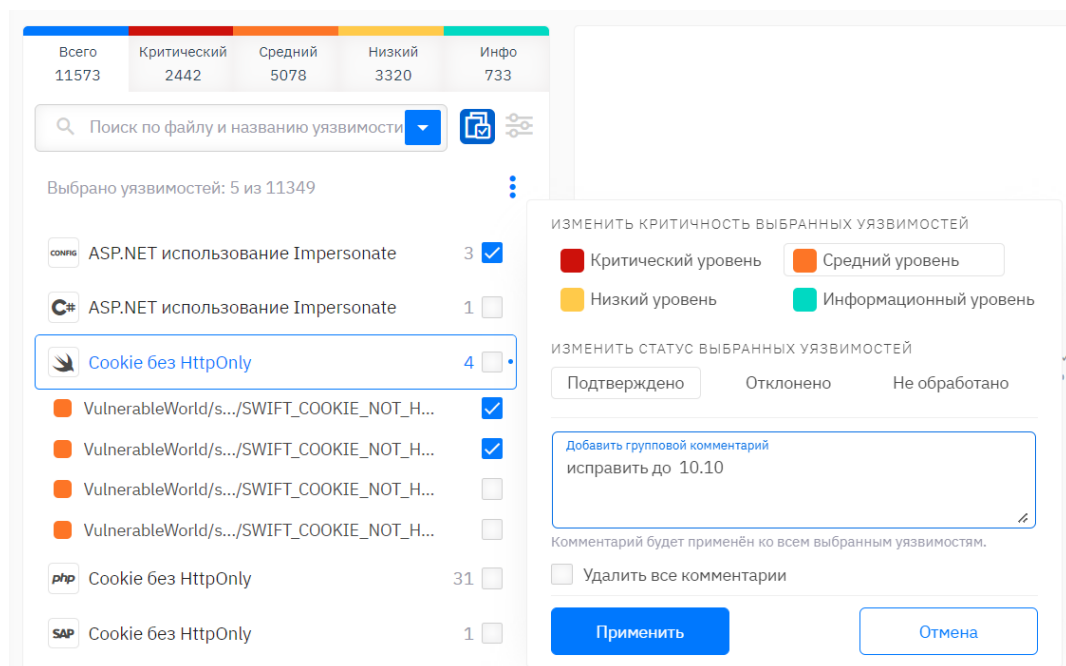 Всего Критический Средний Низкий Инфо
11573 2442 5078 3320 733
Поиск по файлу и названию уязвимости
Выбрано уязвимостей: 5 из 11349
CONFIG ASP.NET использование Impersonate 3
C# ASP.NET использование Impersonate 1
Cookie без HttpOnly 4
VulnerableWorld/s.../SWIFT_COOKIE_NOT_H...
VulnerableWorld/s.../SWIFT_COOKIE_NOT_H...
VulnerableWorld/s.../SWIFT_COOKIE_NOT_H...
VulnerableWorld/s.../SWIFT_COOKIE_NOT_H...
php Cookie без HttpOnly 31
SAP Cookie без HttpOnly 1
ИЗМЕНИТЬ КРИТИЧНОСТЬ ВЫБРАННЫХ УЯЗВИМОСТЕЙ
Критический уровень Средний уровень
Низкий уровень Информационный уровень
ИЗМЕНИТЬ СТАТУС ВЫБРАННЫХ УЯЗВИМОСТЕЙ
Подтверждено Отклонено Не обработано
Добавить групповой комментарий
исправить до 10.10
Комментарий будет применён ко всем выбранным уязвимостям.
Удалить все комментарии
Применить Отмена